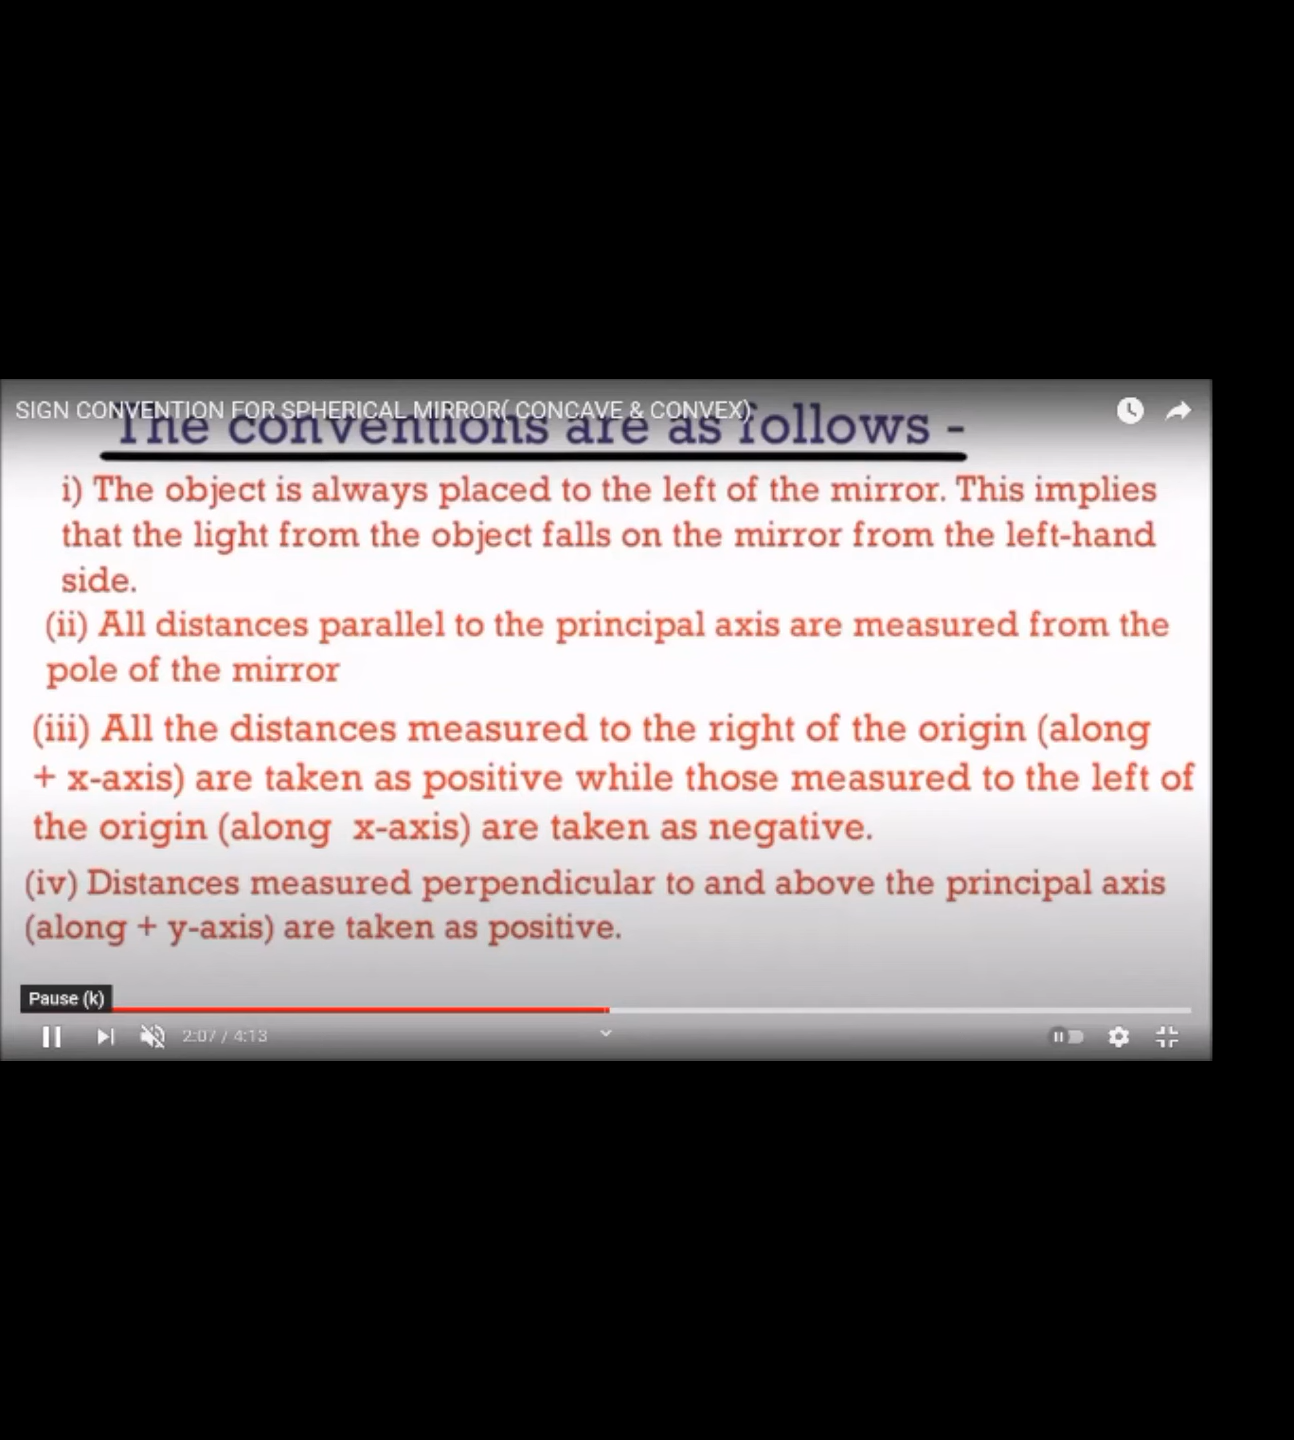 SIGN CONVENTION FOR SPHERICAL MIRROR( CONCAVE & CONVEX)
The conventions are as follows -
i) The object is always placed to the left of the mirror. This implies
that the light from the object falls on the mirror from the left-hand
side.
(ii) All distances parallel to the principal axis are measured from the
pole of the mirror
(iii) All the distances measured to the right of the origin (along
+ x-axis) are taken as positive while those measured to the left of
the origin (along x-axis) are taken as negative.
(iv) Distances measured perpendicular to and above the principal axis
(along + y-axis) are taken as positive.
Pause (k)
2:07 / 4:13